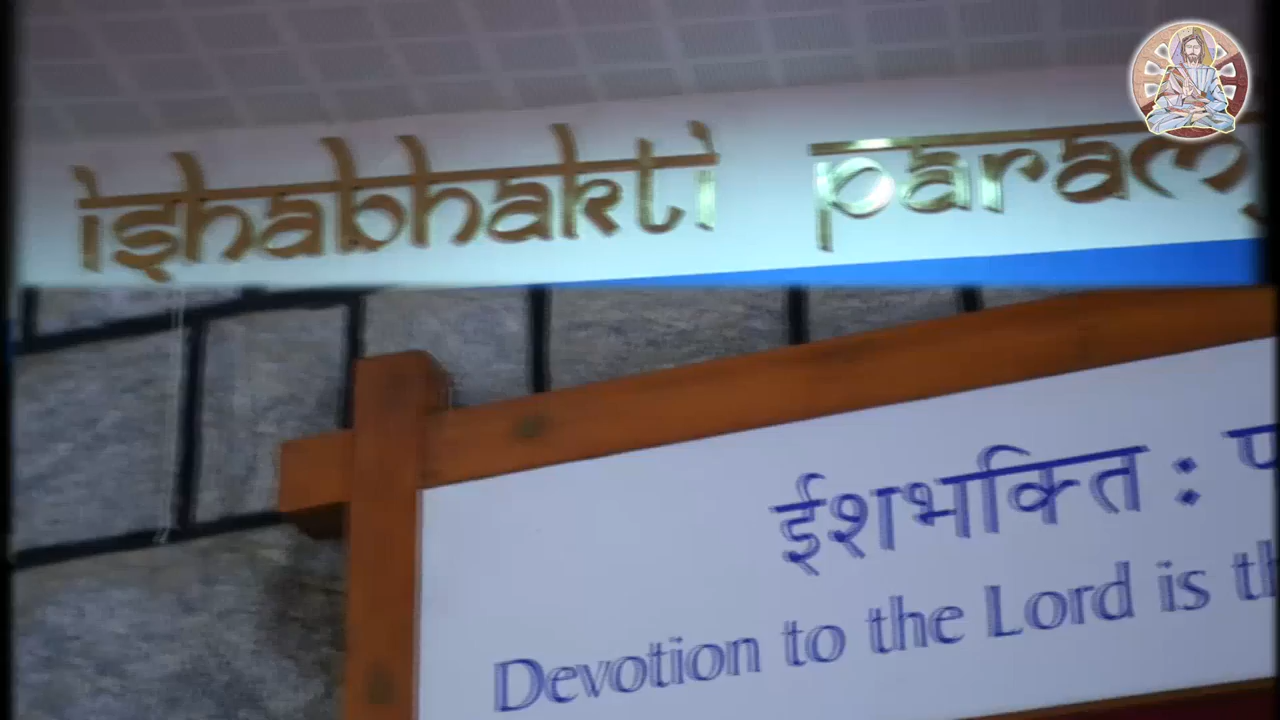 ishabhakti param
ईशभक्ति :
Devotion to the Lord is